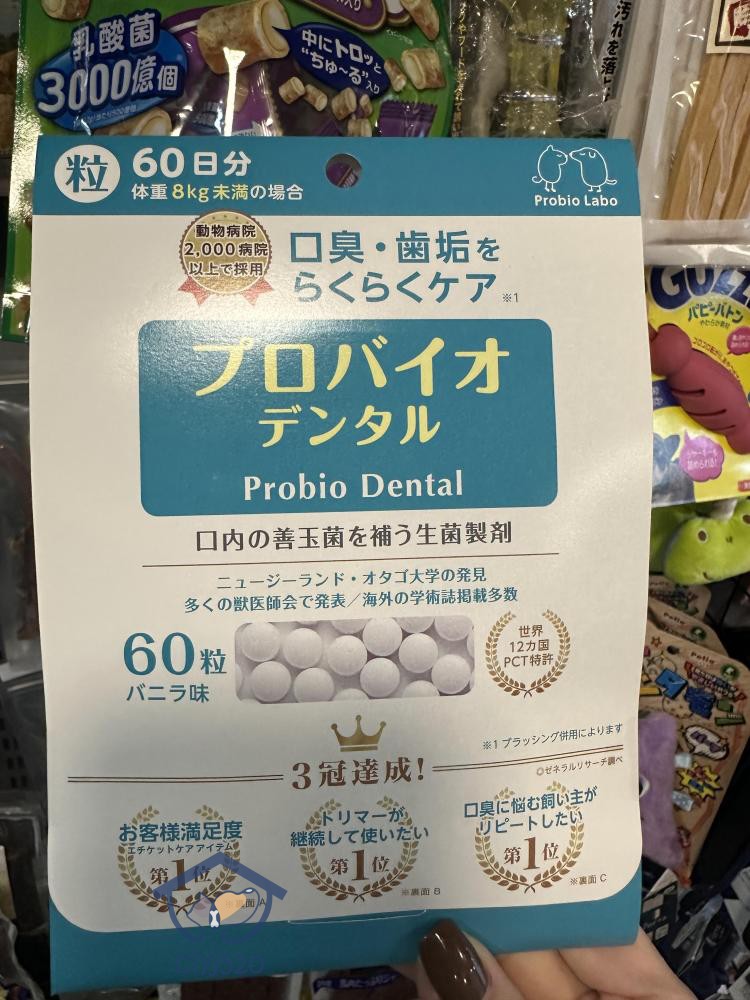 乳酸菌
3000億個
中にトロッと
"ちゅ～る"入り
汚れを落と
粒
60日分
体重8kg未満の場合
Probio Labo
動物病院
2,000病院
以上で採用
口臭・歯垢を
らくらくケア ※1
プロバイオ
デンタル
Probio Dental
口内の善玉菌を補う生菌製剤
ニュージーランド・オタゴ大学の発見
多くの獣医師会で発表／海外の学術誌掲載多数
60粒
バニラ味
世界
12カ国
PCT特許
※1 ブラッシング併用によります
3冠達成!
◎ゼネラルリサーチ調べ
お客様満足度
エチケットケアアイテム
第1位
トリマーが
継続して使いたい
第1位
※裏面 B
口臭に悩む飼い主が
リピートしたい
第1位
※裏面 C
※裏面 A
パピーバトン